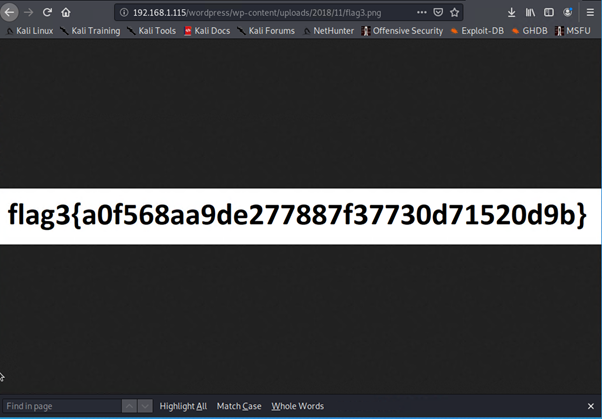 192.168.1.115/wordpress/wp-content/uploads/2018/11/flag3.png
Kali Linux Kali Training Kali Tools Kali Docs Kali Forums NetHunter Offensive Security Exploit-DB GHDB MSFU
flag3{a0f568aa9de277887f37730d71520d9b}
Find in page Highlight All Match Case Whole Words